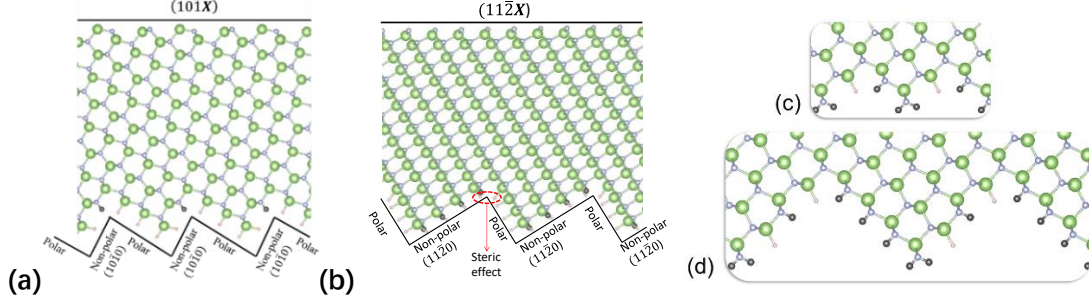 (101X)
Polar
Non-polar
(101̄0)
Polar
Non-polar
(101̄0)
Polar
Non-polar
(101̄0)
(a)
(112̄X)
Polar
Non-polar
(112̄0)
Steric
effect
Polar
Non-polar
(112̄0)
Polar
Non-polar
(112̄0)
(b)
(c)
(d)